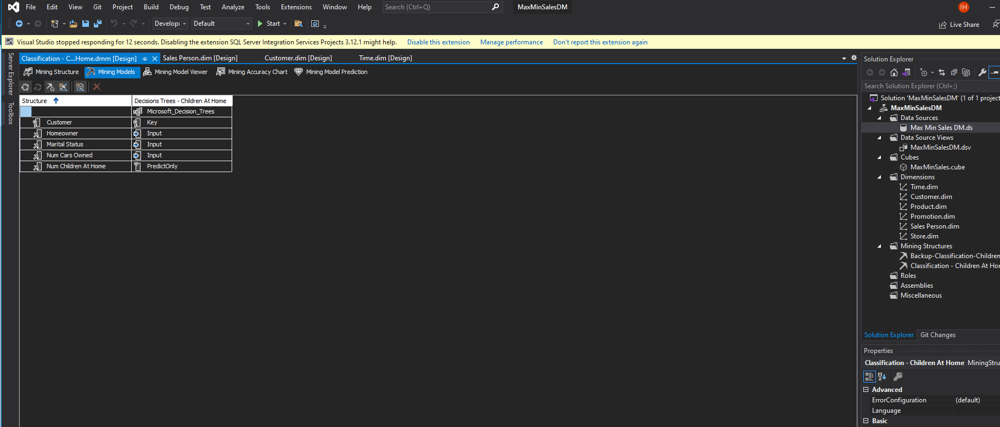 File Edit View Git Project Build Debug Test Analyze Tools Extensions Window Help Search (Ctrl+Q) MaxMinSalesDM IH
Developi Default Start Live Share
Visual Studio stopped responding for 12 seconds. Disabling the extension SQL Server Integration Services Projects 3.12.1 might help. Disable this extension Manage performance Don't report this extension again
Server Explorer
Toolbox
Classification - C...Home.dmm [Design] Sales Person.dim [Design] Customer.dim [Design] Time.dim [Design]
Mining Structure Mining Models Mining Model Viewer Mining Accuracy Chart Mining Model Prediction
Structure Decisions Trees - Children At Home
Microsoft_Decision_Trees
Customer Key
Homeowner Input
Marital Status Input
Num Cars Owned Input
Num Children At Home PredictOnly
Solution Explorer
Search Solution Explorer (Ctrl+;)
Solution 'MaxMinSalesDM' (1 of 1 project
MaxMinSalesDM
Data Sources
Max Min Sales DM.ds
Data Source Views
MaxMinSalesDM.dsv
Cubes
MaxMinSales.cube
Dimensions
Time.dim
Customer.dim
Product.dim
Promotion.dim
Sales Person.dim
Store.dim
Mining Structures
Backup-Classification-Children
Classification - Children At Hor
Roles
Assemblies
Miscellaneous
Solution Explorer Git Changes
Properties
Classification - Children At Home MiningStru
Advanced
ErrorConfiguration (default)
Language
Basic